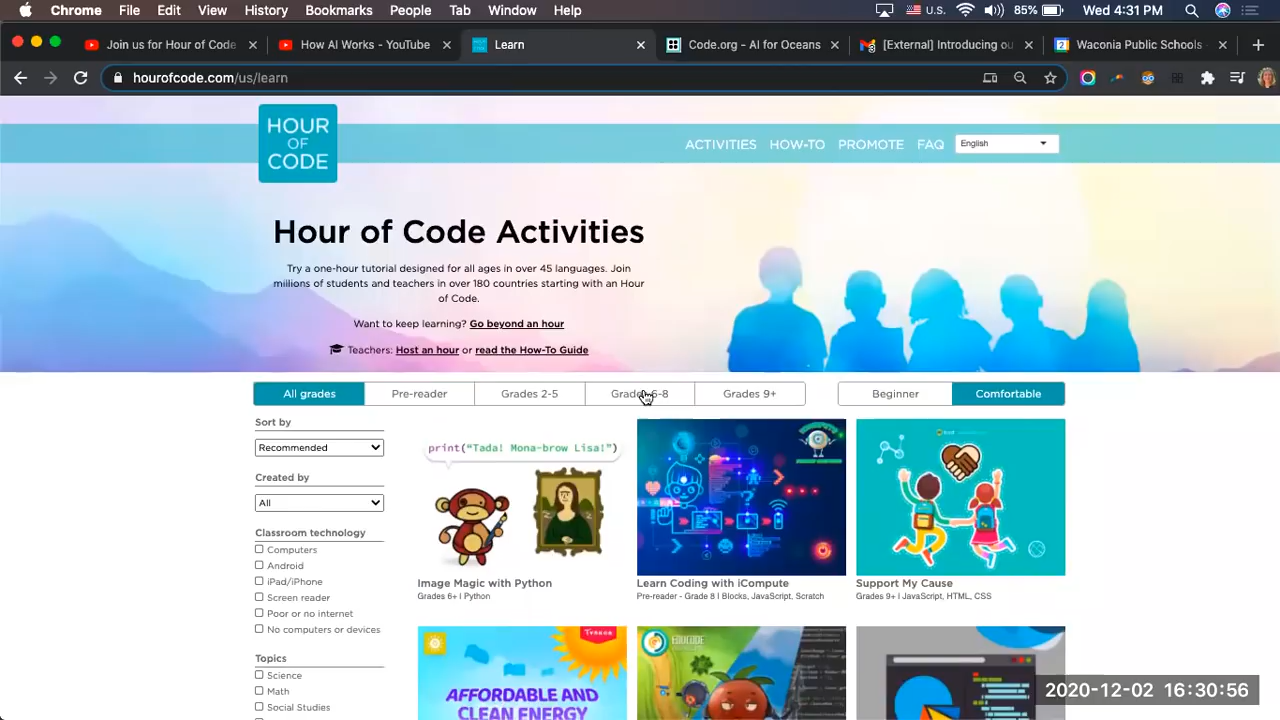 Chrome File Edit View History Bookmarks People Tab Window Help U.S. 85% Wed 4:31 PM
Join us for Hour of Code
How AI Works - YouTube
Learn
Code.org - AI for Oceans
[External] Introducing ou
Waconia Public Schools -
hourofcode.com/us/learn
HOUR
OF
CODE
ACTIVITIES HOW-TO PROMOTE FAQ English
Hour of Code Activities
Try a one-hour tutorial designed for all ages in over 45 languages. Join
millions of students and teachers in over 180 countries starting with an Hour
of Code.
Want to keep learning? Go beyond an hour
Teachers: Host an hour or read the How-To Guide
All grades Pre-reader Grades 2-5 Grades 6-8 Grades 9+ Beginner Comfortable
Sort by
Recommended
Created by
All
Classroom technology
Computers
Android
iPad/iPhone
Screen reader
Poor or no internet
No computers or devices
Topics
Science
Math
Social Studies
print("Tada! Mona-brow Lisa!")
Image Magic with Python
Grades 6+ | Python
Learn Coding with iCompute
Pre-reader - Grade 8 | Blocks, JavaScript, Scratch
Support My Cause
Grades 9+ | JavaScript, HTML, CSS
Tynker
AFFORDABLE AND
CLEAN ENERGY
EDUCODE
2020-12-02 16:30:56